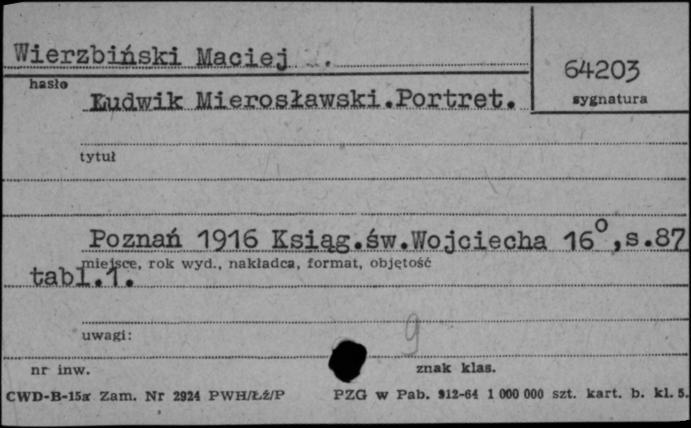 Wierzbiński Maciej
64203
hasło
sygnatura
Ludwik Mierosławski.Portret.
tytuł
Poznań 1916 Książ.św.Wojciecha 16°,s.87
miejsce, rok wyd., nakładca, format, objętość
tabl.1.
uwagi:
9
nr inw.
znak klas.
CWD-B-15a Zam. Nr 2924 PWH/Łź/P PZG w Pab. 912-64 1 000 000 szt. kart. b. kl. 5.